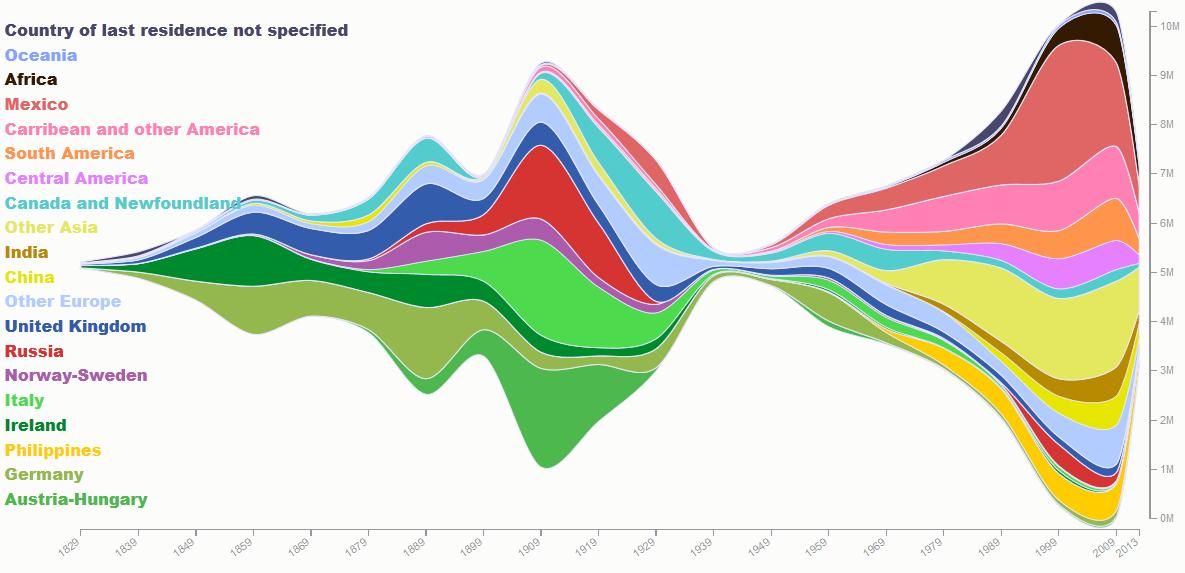 Country of last residence not specified
Oceania
Africa
Mexico
Carribean and other America
South America
Central America
Canada and Newfoundland
Other Asia
India
China
Other Europe
United Kingdom
Russia
Norway-Sweden
Italy
Ireland
Philippines
Germany
Austria-Hungary
10M
9M
8M
7M
6M
5M
4M
3M
2M
1M
0M
1829 1839 1849 1859 1869 1879 1889 1899 1909 1919 1929 1939 1949 1959 1969 1979 1989 1999 2009 2013